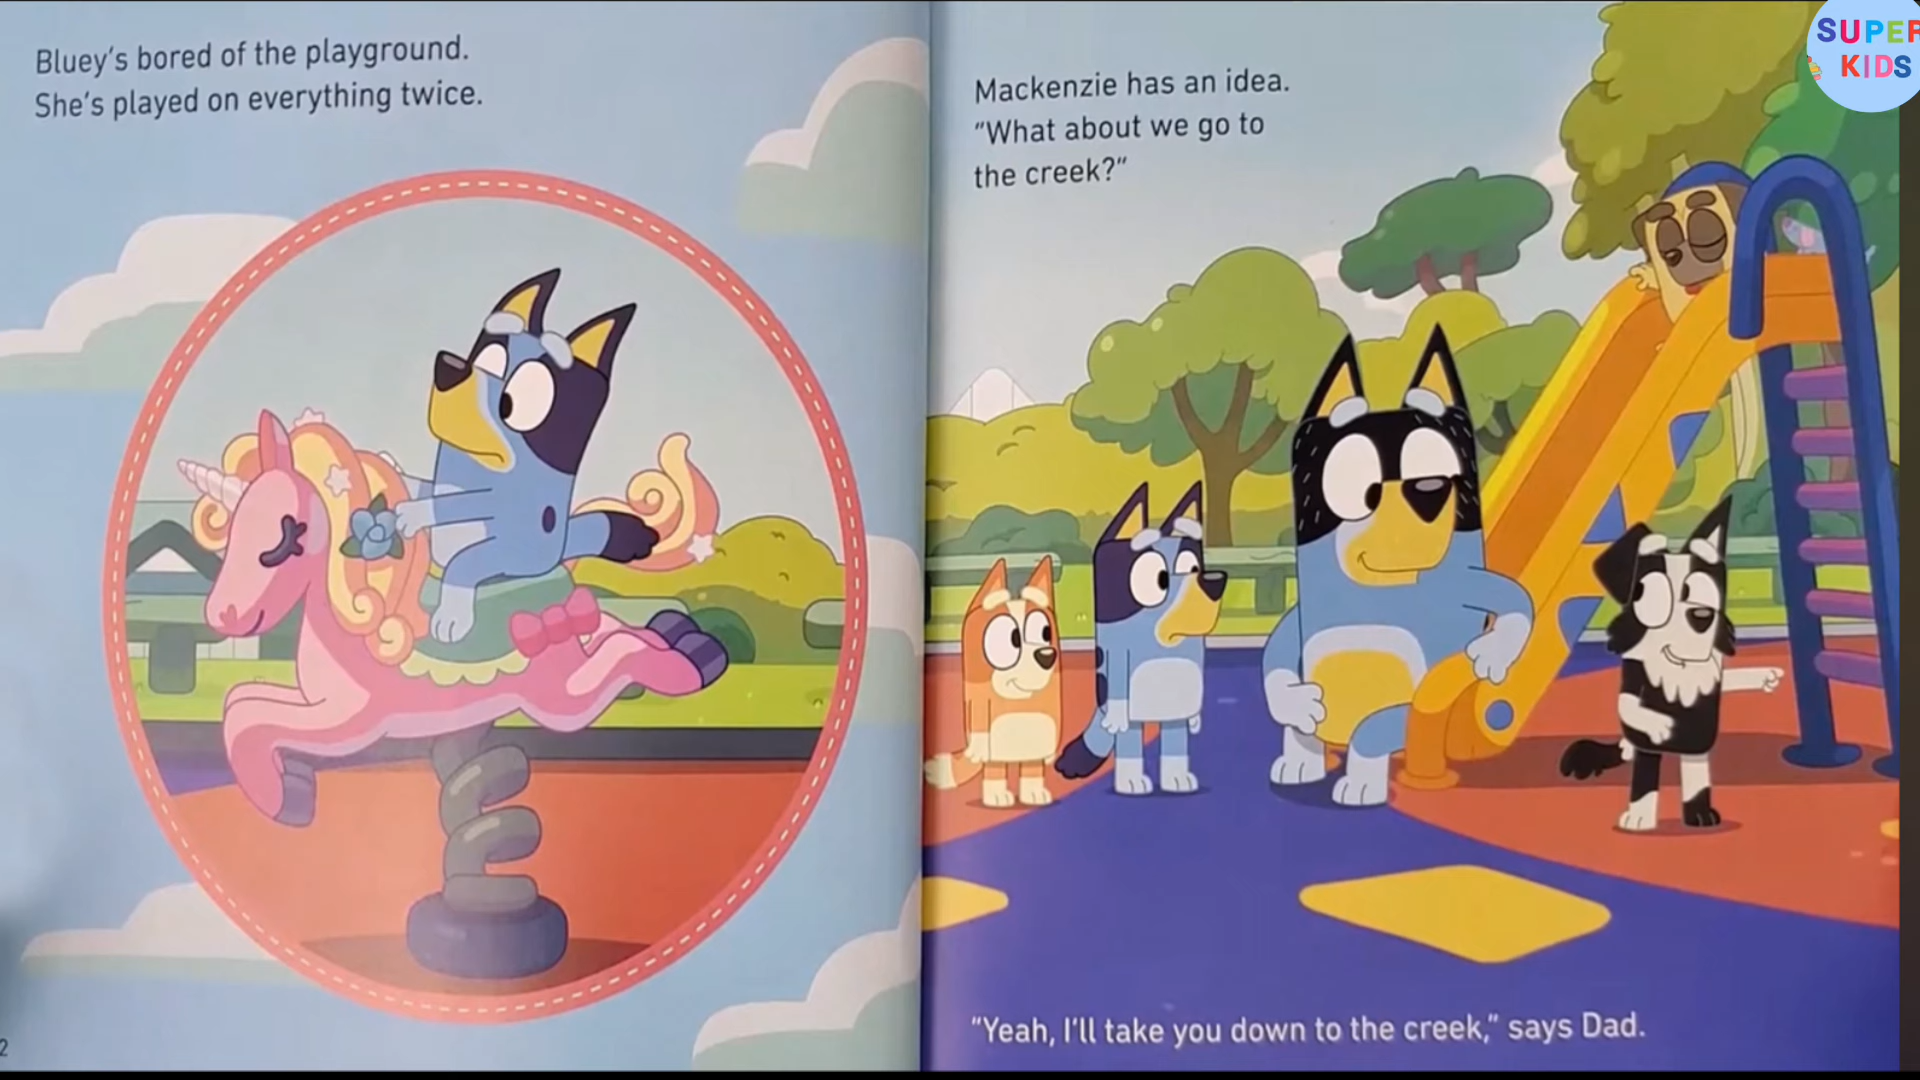 Bluey's bored of the playground.
She's played on everything twice.
Mackenzie has an idea.
"What about we go to
the creek?"
"Yeah, I'll take you down to the creek," says Dad.
2
SUPER
KIDS